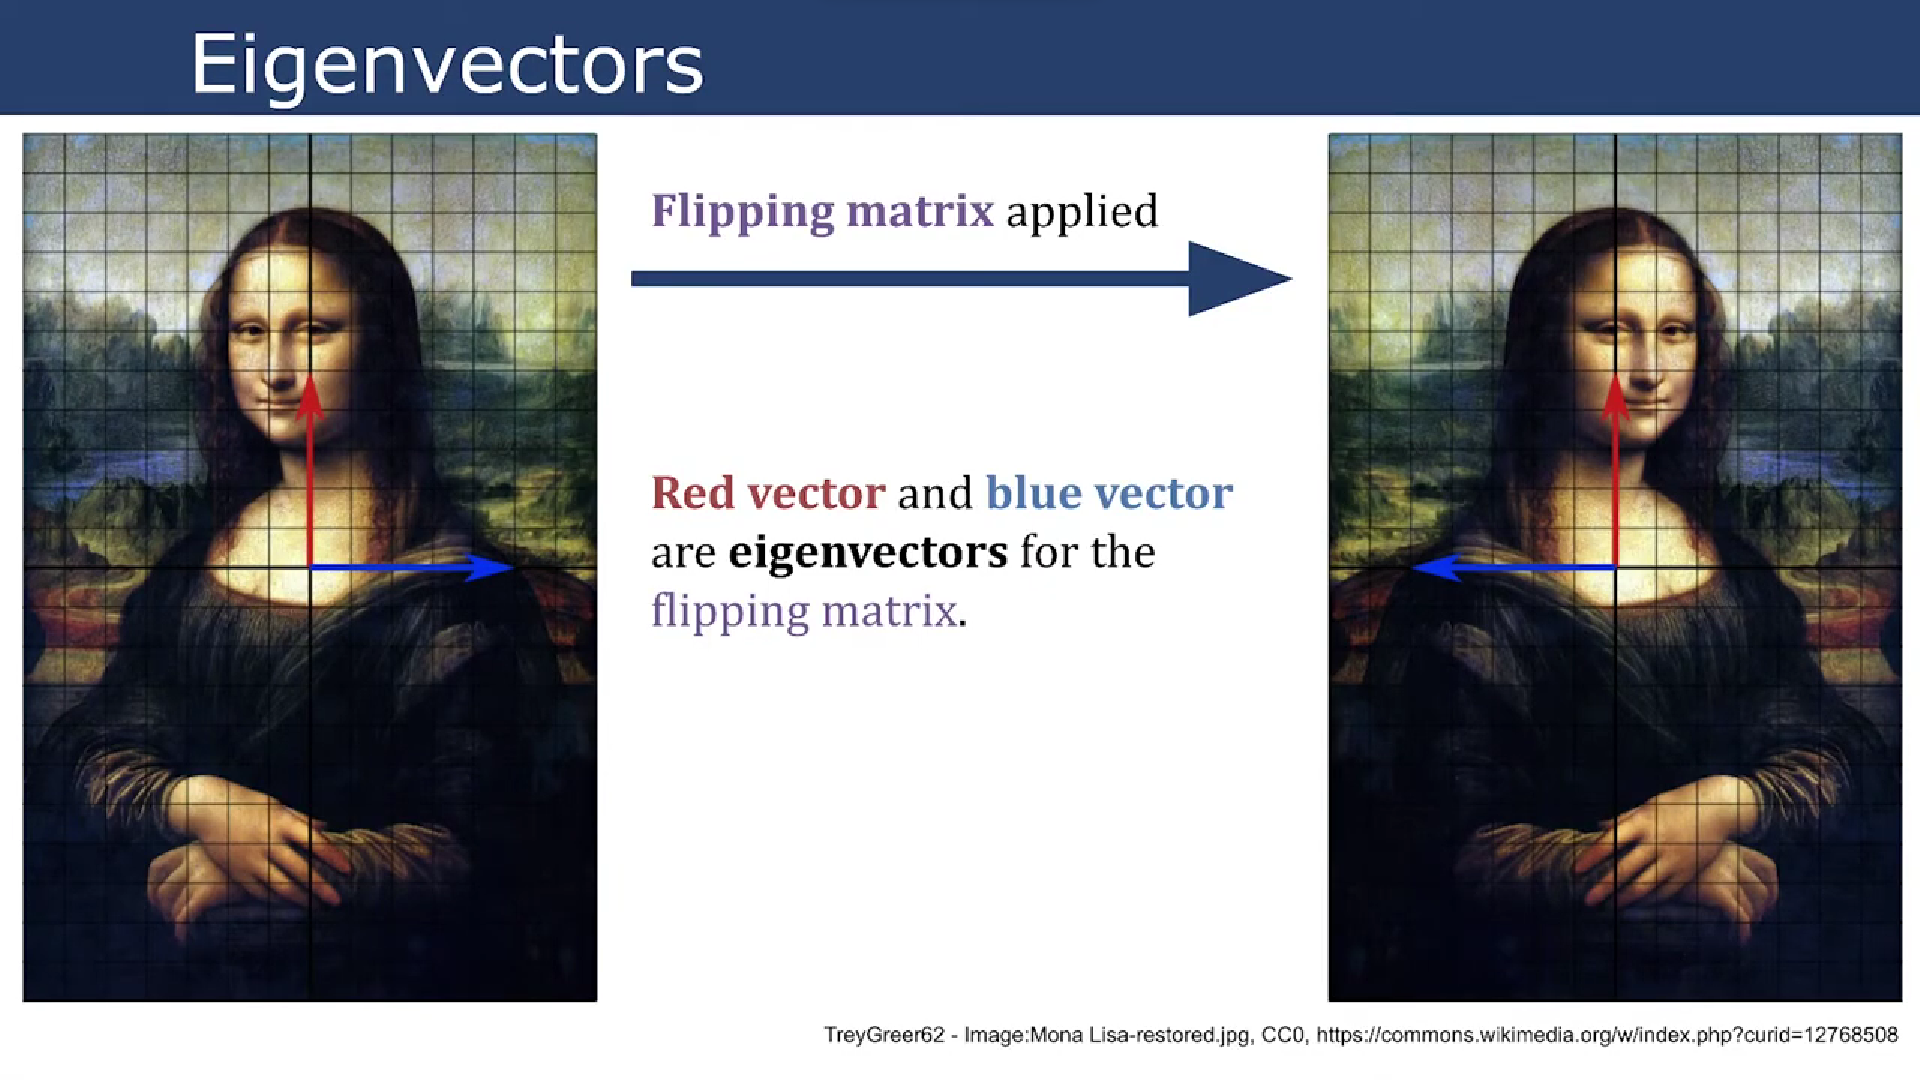 Eigenvectors
Flipping matrix applied
Red vector and blue vector
are eigenvectors for the
flipping matrix.
TreyGreer62 - Image:Mona Lisa-restored.jpg, CC0, https://commons.wikimedia.org/w/index.php?curid=12768508